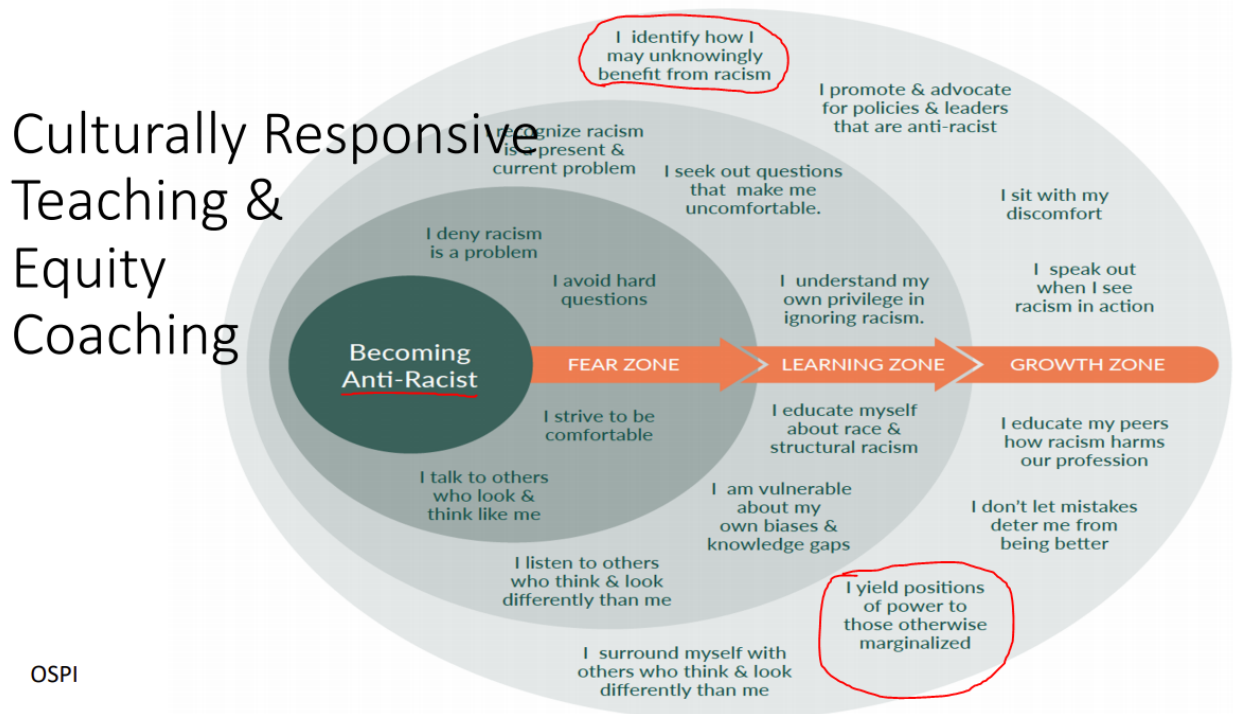 Culturally Responsive
Teaching &
Equity
Coaching
I identify how I
may unknowingly
benefit from racism
I promote & advocate
for policies & leaders
that are anti-racist
recognize racism
is a present &
current problem
I seek out questions
that make me
uncomfortable.
I sit with my
discomfort
I deny racism
is a problem
I avoid hard
questions
I understand my
own privilege in
ignoring racism.
I speak out
when I see
racism in action
Becoming
Anti-Racist
FEAR ZONE
LEARNING ZONE
GROWTH ZONE
I strive to be
comfortable
I educate myself
about race &
structural racism
I educate my peers
how racism harms
our profession
I talk to others
who look &
think like me
I am vulnerable
about my
own biases &
knowledge gaps
I don't let mistakes
deter me from
being better
I listen to others
who think & look
differently than me
I yield positions
of power to
those otherwise
marginalized
I surround myself with
others who think & look
differently than me
OSPI